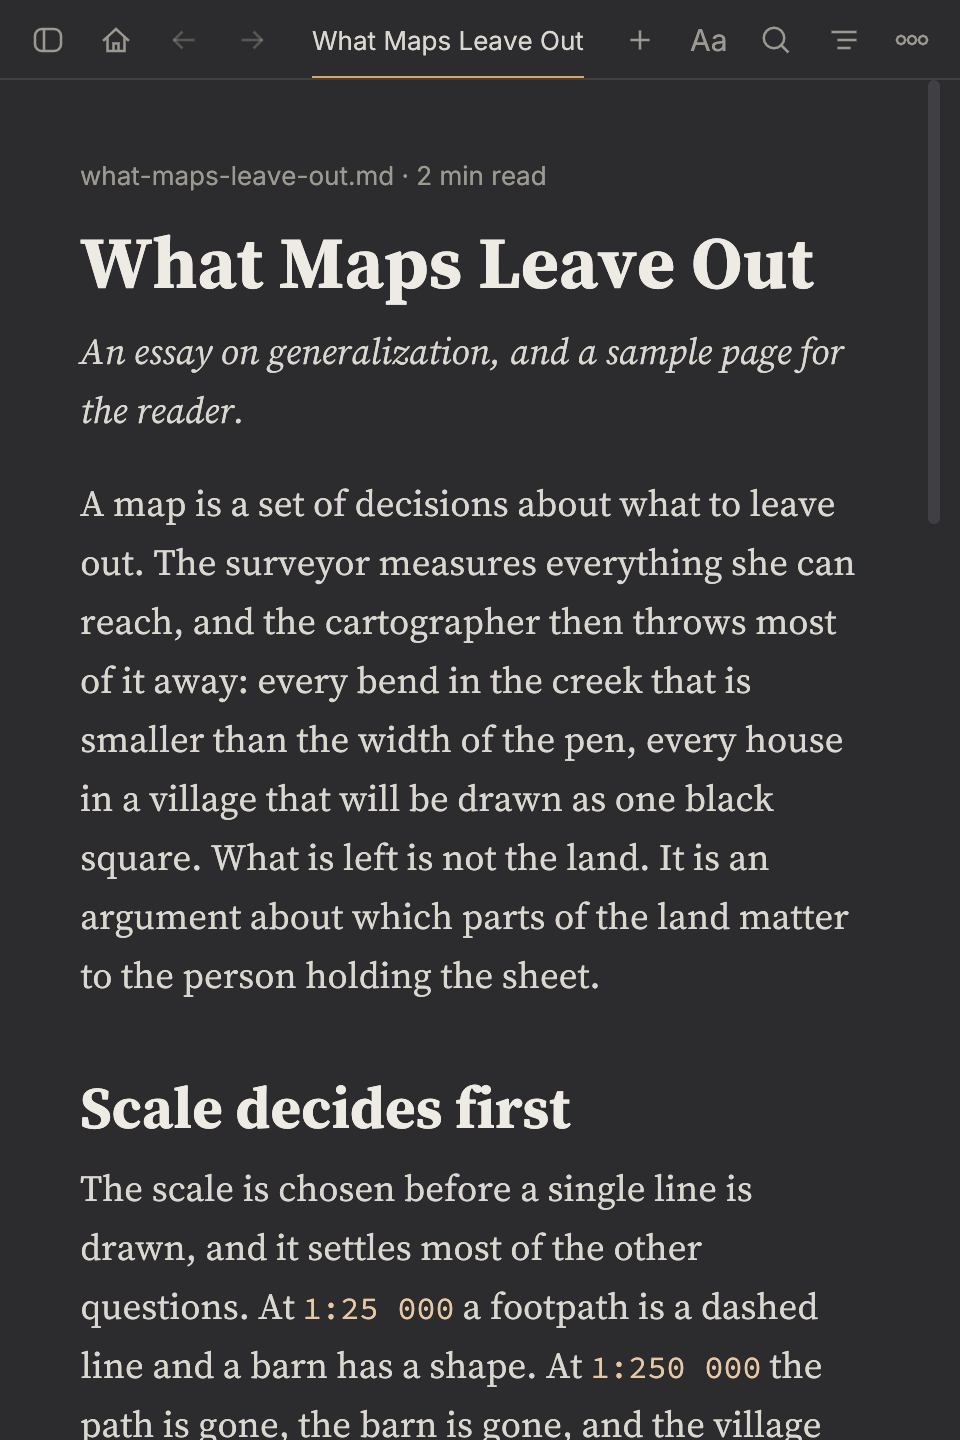 What Maps Leave Out
Aa
what-maps-leave-out.md · 2 min read
What Maps Leave Out
An essay on generalization, and a sample page for
the reader.
A map is a set of decisions about what to leave
out. The surveyor measures everything she can
reach, and the cartographer then throws most
of it away: every bend in the creek that is
smaller than the width of the pen, every house
in a village that will be drawn as one black
square. What is left is not the land. It is an
argument about which parts of the land matter
to the person holding the sheet.
Scale decides first
The scale is chosen before a single line is
drawn, and it settles most of the other
questions. At 1:25 000 a footpath is a dashed
line and a barn has a shape. At 1:250 000 the
path is gone, the barn is gone, and the village